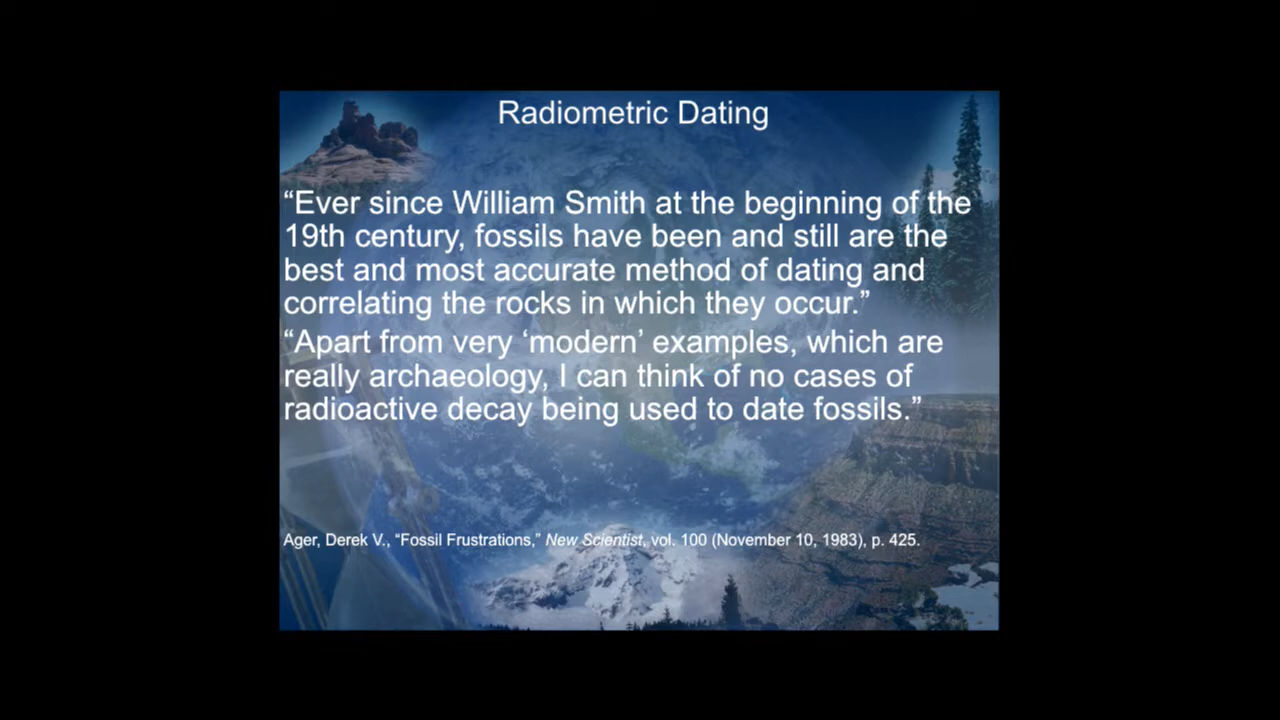 Radiometric Dating
“Ever since William Smith at the beginning of the
19th century, fossils have been and still are the
best and most accurate method of dating and
correlating the rocks in which they occur.”
“Apart from very ‘modern’ examples, which are
really archaeology, I can think of no cases of
radioactive decay being used to date fossils.”
Ager, Derek V., “Fossil Frustrations,” New Scientist, vol. 100 (November 10, 1983), p. 425.